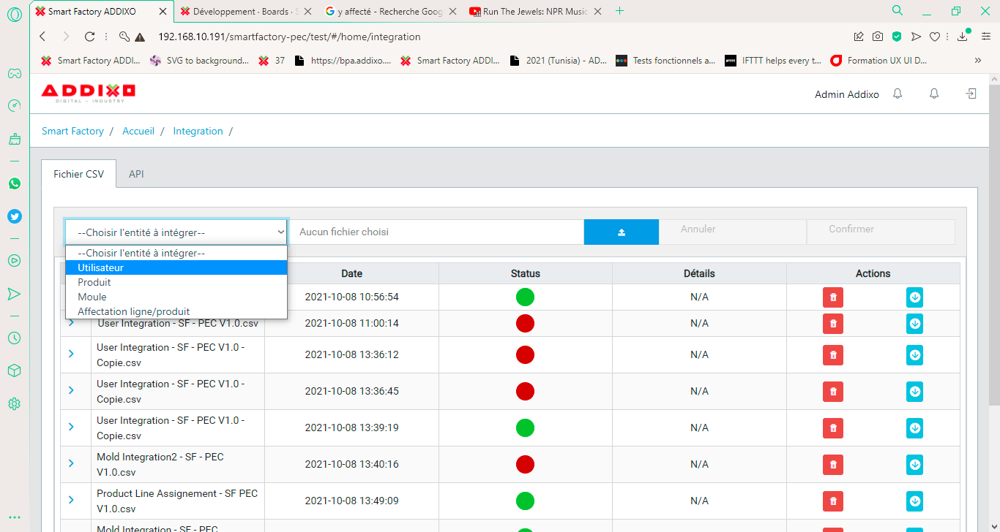 Smart Factory ADDIXO
Développement - Boards - S
y affecté - Recherche Goog
Run The Jewels: NPR Music
192.168.10.191/smartfactory-pec/test/#/home/integration
Smart Factory ADDI...
SVG to background...
37
https://bpa.addixo....
Smart Factory ADDI...
2021 (Tunisia) - AD...
Tests fonctionnels a...
IFTTT helps every t...
Formation UX UI D...
ADDIXO
DIGITAL - INDUSTRY
Admin Addixo
Smart Factory / Accueil / Integration /
Fichier CSV
API
--Choisir l'entité à intégrer--
Aucun fichier choisi
Annuler
Confirmer
--Choisir l'entité à intégrer--
Utilisateur
Produit
Moule
Affectation ligne/produit
Date
Status
Détails
Actions
2021-10-08 10:56:54
N/A
User Integration - SF - PEC V1.0.csv
2021-10-08 11:00:14
N/A
User Integration - SF - PEC V1.0 -
Copie.csv
2021-10-08 13:36:12
N/A
User Integration - SF - PEC V1.0 -
Copie.csv
2021-10-08 13:36:45
N/A
User Integration - SF - PEC V1.0 -
Copie.csv
2021-10-08 13:39:19
N/A
Mold Integration2 - SF - PEC
V1.0.csv
2021-10-08 13:40:16
N/A
Product Line Assignement - SF PEC
V1.0.csv
2021-10-08 13:49:09
N/A
Mold Integration - SF - PEC